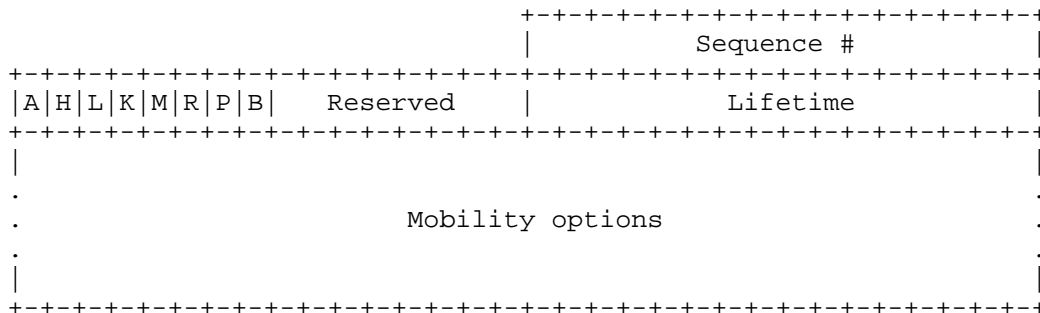 +-+-+-+-+-+-+-+-+-+-+-+-+-+-+-+-+
| Sequence # |
+-+-+-+-+-+-+-+-+-+-+-+-+-+-+-+-+-+-+-+-+-+-+-+-+-+-+-+-+-+-+-+-+
|A|H|L|K|M|R|P|B| Reserved | Lifetime |
+-+-+-+-+-+-+-+-+-+-+-+-+-+-+-+-+-+-+-+-+-+-+-+-+-+-+-+-+-+-+-+-+
| |
. .
. Mobility options .
. .
| |
+-+-+-+-+-+-+-+-+-+-+-+-+-+-+-+-+-+-+-+-+-+-+-+-+-+-+-+-+-+-+-+-+